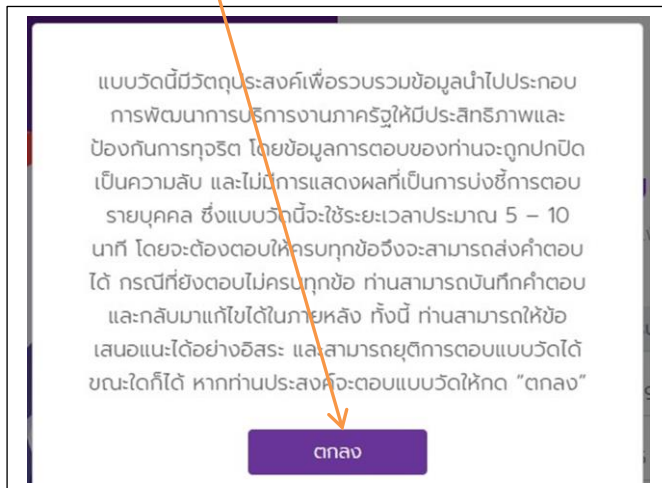 แบบวัดนี้มีวัตถุประสงค์เพื่อรวบรวมข้อมูลนำไปประกอบ
การพัฒนาการบริการงานภาครัฐให้มีประสิทธิภาพและ
ป้องกันการทุจริต โดยข้อมูลการตอบของท่านจะถูกปกปิด
เป็นความลับ และไม่มีการแสดงผลที่เป็นการบ่งชี้การตอบ
รายบุคคล ซึ่งแบบวัดนี้จะใช้ระยะเวลาประมาณ 5 – 10
นาที โดยจะต้องตอบให้ครบทุกข้อจึงจะสามารถส่งคำตอบ
ได้ กรณีที่ยังตอบไม่ครบทุกข้อ ท่านสามารถบันทึกคำตอบ
และกลับมาแก้ไขได้ในภายหลัง ทั้งนี้ ท่านสามารถให้ข้อ
เสนอแนะได้อย่างอิสระ และสามารถยุติการตอบแบบวัดได้
ขณะใดก็ได้ หากท่านประสงค์จะตอบแบบวัดให้กด "ตกลง"
ตกลง